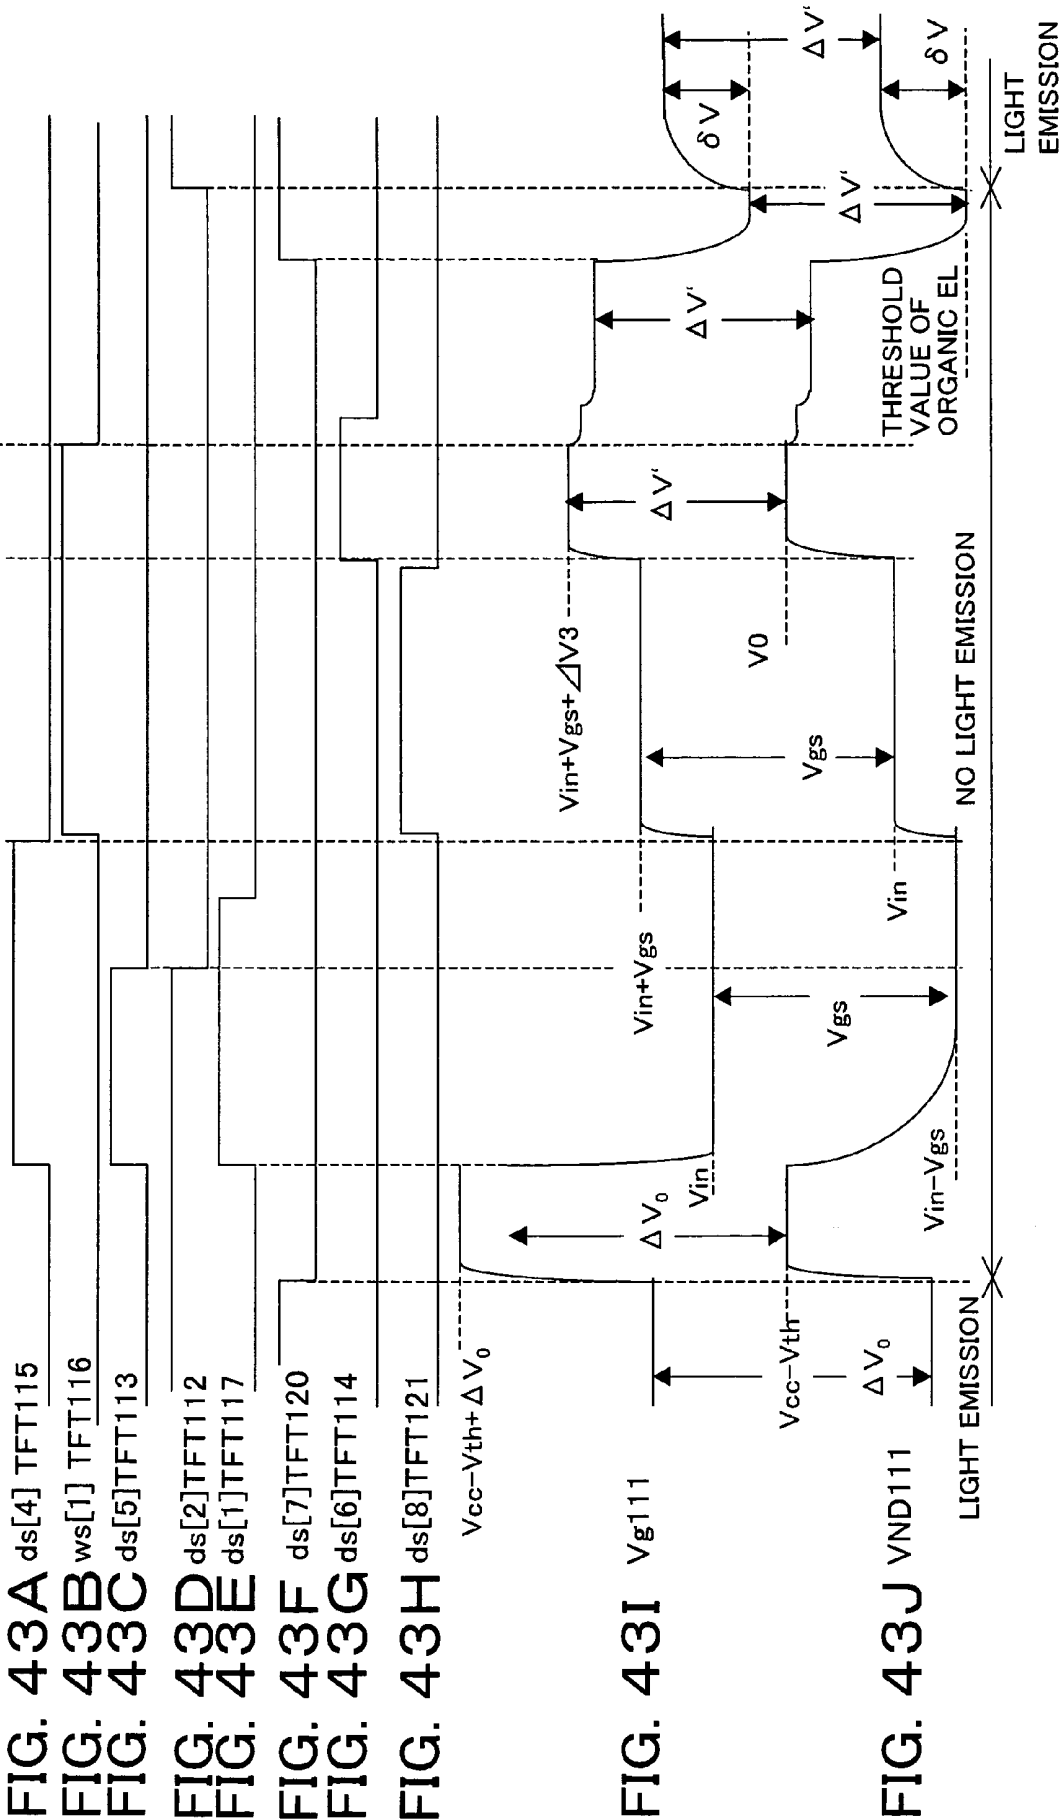 FIG. 43A ds[4] TFT115
FIG. 43B ws[1] TFT116
FIG. 43C ds[5]TFT113
FIG. 43D ds[2]TFT112
FIG. 43E ds[1]TFT117
FIG. 43F ds[7]TFT120
FIG. 43G ds[6]TFT114
FIG. 43H ds[8]TFT121
Vcc-Vth+ΔV0
Vin+Vgs+ΔV3
ΔV‘
ΔV‘
ΔV‘
δV
FIG. 43I Vg111
ΔV0
Vin
Vin+Vgs
Vcc-Vth
V0
Vgs
Vgs
ΔV‘
FIG. 43J VND111
ΔV0
Vin-Vgs
Vin
THRESHOLD
VALUE OF
ORGANIC EL
δV
LIGHT EMISSION
NO LIGHT EMISSION
LIGHT
EMISSION